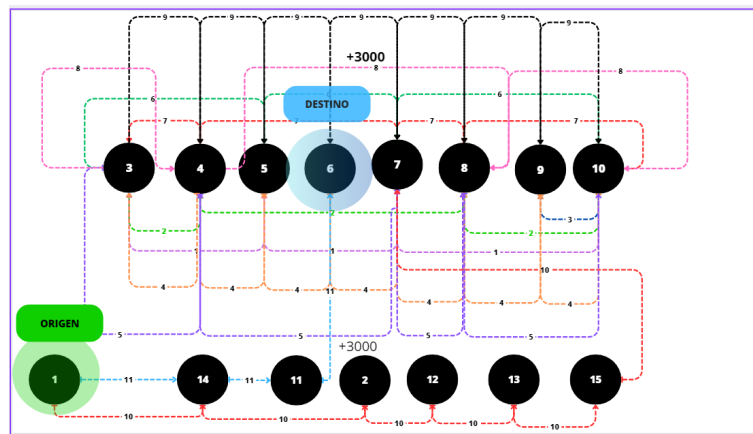 9 9 9 9 9 9 9
+3000
8 8 8
6 6
DESTINO
7 7 7 7
3 4 5 6 7 8 9 10
2 2 3
2
1 1 1
10
4 4 4 4 4 4 4
11
ORIGEN
5 5 5 5
+3000
1 11 14 11 11 2 12 13 15
10 10 10 10 10